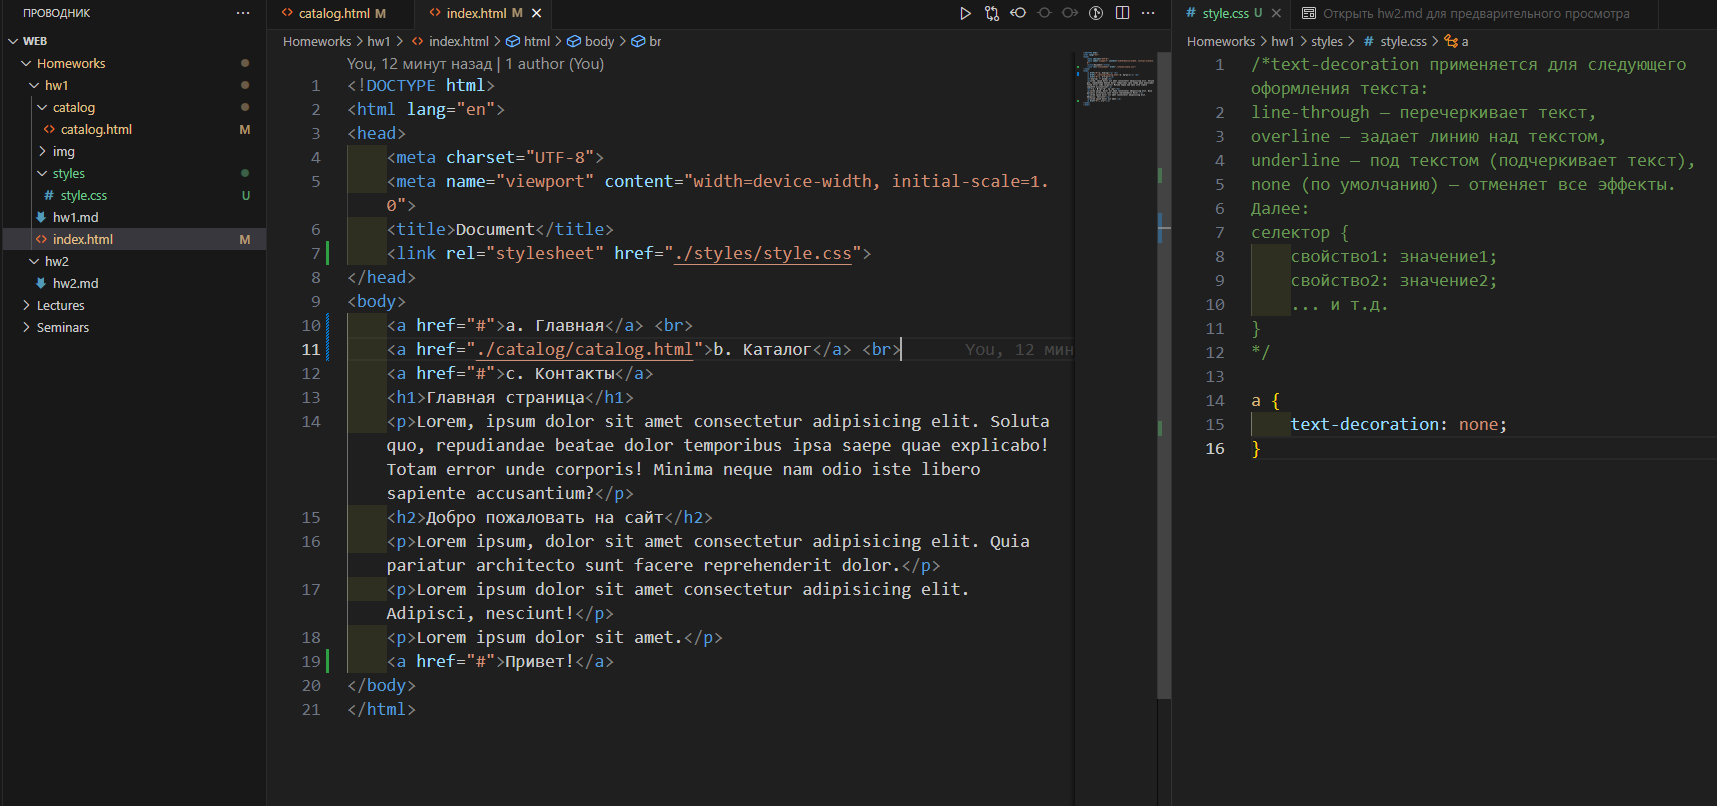 ПРОВОДНИК ...
WEB
Homeworks
hw1
catalog
catalog.html M
img
styles
# style.css U
hw1.md
index.html M
hw2
hw2.md
Lectures
Seminars
catalog.html M
index.html M
Homeworks > hw1 > index.html > html > body > br
You, 12 минут назад | 1 author (You)
1 <!DOCTYPE html>
2 <html lang="en">
3 <head>
4 <meta charset="UTF-8">
5 <meta name="viewport" content="width=device-width, initial-scale=1.
0">
6 <title>Document</title>
7 <link rel="stylesheet" href="./styles/style.css">
8 </head>
9 <body>
10 <a href="#">a. Главная</a> <br>
11 <a href="./catalog/catalog.html">b. Каталог</a> <br> You, 12 мин
12 <a href="#">c. Контакты</a>
13 <h1>Главная страница</h1>
14 <p>Lorem, ipsum dolor sit amet consectetur adipisicing elit. Soluta
quo, repudiandae beatae dolor temporibus ipsa saepe quae explicabo!
Totam error unde corporis! Minima neque nam odio iste libero
sapiente accusantium?</p>
15 <h2>Добро пожаловать на сайт</h2>
16 <p>Lorem ipsum, dolor sit amet consectetur adipisicing elit. Quia
pariatur architecto sunt facere reprehenderit dolor.</p>
17 <p>Lorem ipsum dolor sit amet consectetur adipisicing elit.
Adipisci, nesciunt!</p>
18 <p>Lorem ipsum dolor sit amet.</p>
19 <a href="#">Привет!</a>
20 </body>
21 </html>
# style.css U
Открыть hw2.md для предварительного просмотра
Homeworks > hw1 > styles > # style.css > a
1 /*text-decoration применяется для следующего
оформления текста:
2 line-through — перечеркивает текст,
3 overline — задает линию над текстом,
4 underline — под текстом (подчеркивает текст),
5 none (по умолчанию) — отменяет все эффекты.
6 Далее:
7 селектор {
8 свойство1: значение1;
9 свойство2: значение2;
10 ... и т.д.
11 }
12 */
13
14 a {
15 text-decoration: none;
16 }